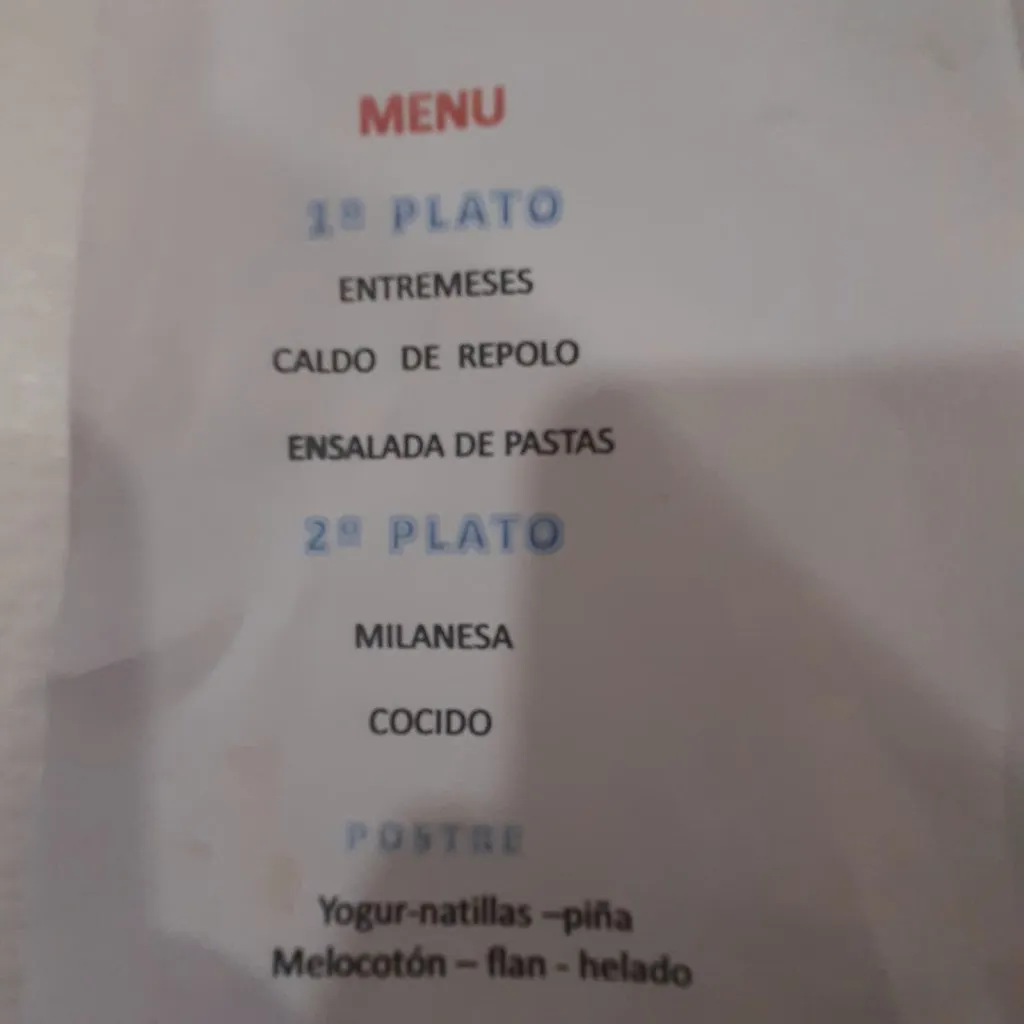 MENU
1º PLATO
ENTREMESES
CALDO DE REPOLO
ENSALADA DE PASTAS
2º PLATO
MILANESA
COCIDO
POSTRE
Yogur-natillas –piña
Melocotón – flan - helado